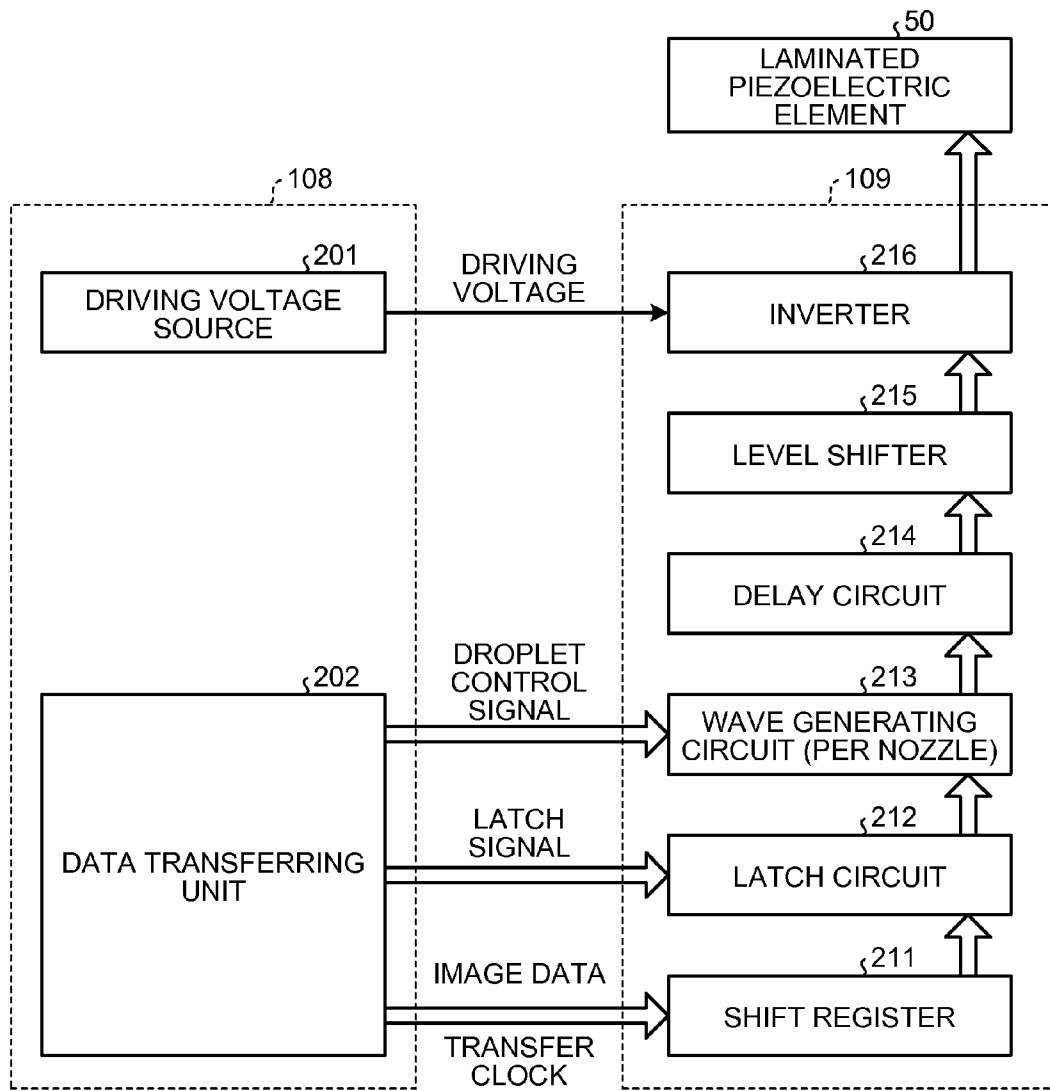 50
LAMINATED
PIEZOELECTRIC
ELEMENT
108
109
201
DRIVING VOLTAGE
SOURCE
DRIVING
VOLTAGE
216
INVERTER
215
LEVEL SHIFTER
214
DELAY CIRCUIT
202
DATA TRANSFERRING
UNIT
DROPLET
CONTROL
SIGNAL
213
WAVE GENERATING
CIRCUIT (PER NOZZLE)
LATCH
SIGNAL
212
LATCH CIRCUIT
IMAGE DATA
TRANSFER
CLOCK
211
SHIFT REGISTER